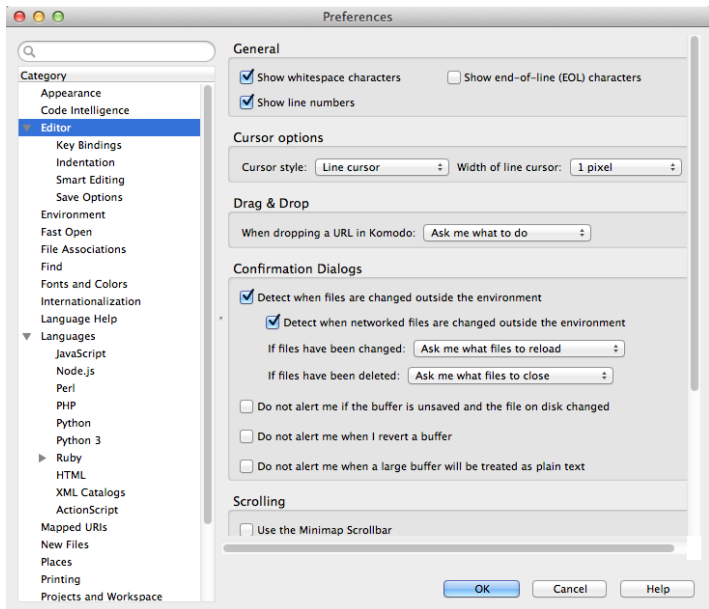 Preferences
Category
Appearance
Code Intelligence
Editor
Key Bindings
Indentation
Smart Editing
Save Options
Environment
Fast Open
File Associations
Find
Fonts and Colors
Internationalization
Language Help
Languages
JavaScript
Node.js
Perl
PHP
Python
Python 3
Ruby
HTML
XML Catalogs
ActionScript
Mapped URIs
New Files
Places
Printing
Projects and Workspace
General
Show whitespace characters Show end-of-line (EOL) characters
Show line numbers
Cursor options
Cursor style: Line cursor Width of line cursor: 1 pixel
Drag & Drop
When dropping a URL in Komodo: Ask me what to do
Confirmation Dialogs
Detect when files are changed outside the environment
Detect when networked files are changed outside the environment
If files have been changed: Ask me what files to reload
If files have been deleted: Ask me what files to close
Do not alert me if the buffer is unsaved and the file on disk changed
Do not alert me when I revert a buffer
Do not alert me when a large buffer will be treated as plain text
Scrolling
Use the Minimap Scrollbar
OK Cancel Help